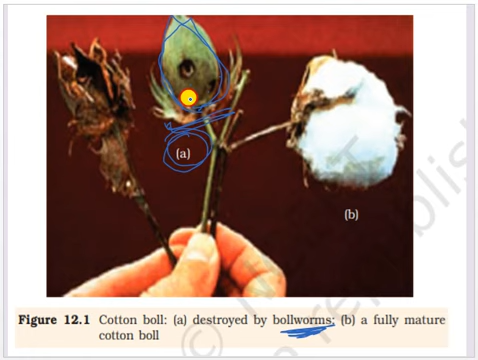 (a)
(b)
Figure 12.1 Cotton boll: (a) destroyed by bollworms; (b) a fully mature
cotton boll